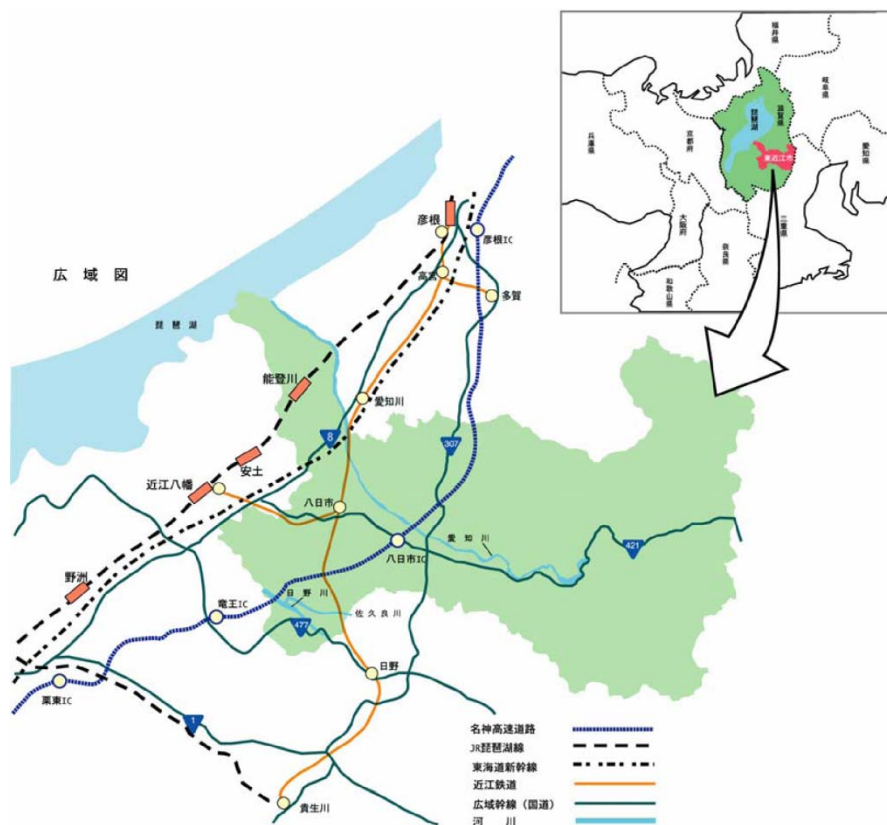 福井県
岐阜県
滋賀県
琵琶湖
京都府
兵庫県
愛知県
東近江市
大阪府
三重県
奈良県
和歌山県
広域図
琵琶湖
彦根
彦根IC
高宮
多賀
能登川
愛知川
8
307
安土
近江八幡
八日市
愛知川
八日市IC
421
野洲
日野川
竜王IC
佐久良川
477
日野
栗東IC
1
貴生川
名神高速道路
JR琵琶湖線
東海道新幹線
近江鉄道
広域幹線（国道）
河川